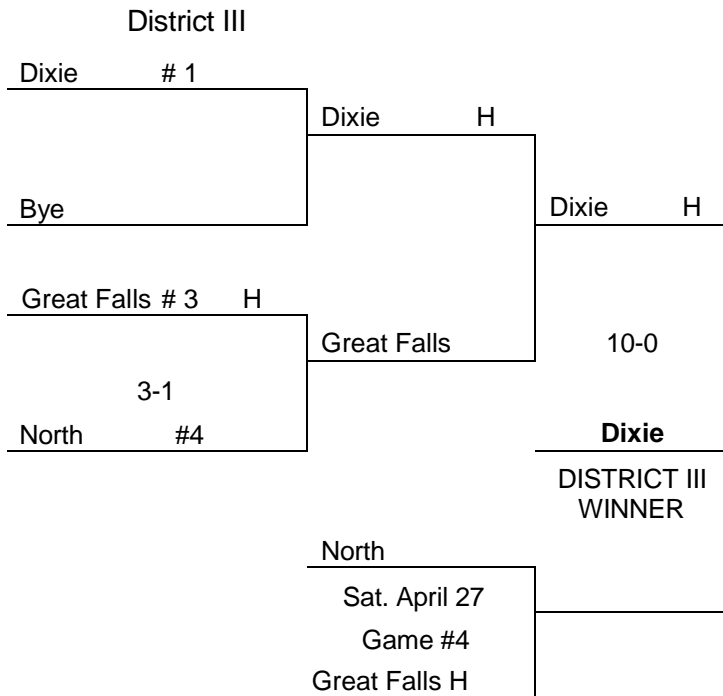 District III
Dixie # 1
Dixie H
Bye
Dixie H
Great Falls # 3 H
Great Falls
10-0
3-1
North #4
Dixie
DISTRICT III
WINNER
North
Sat. April 27
Game #4
Great Falls H